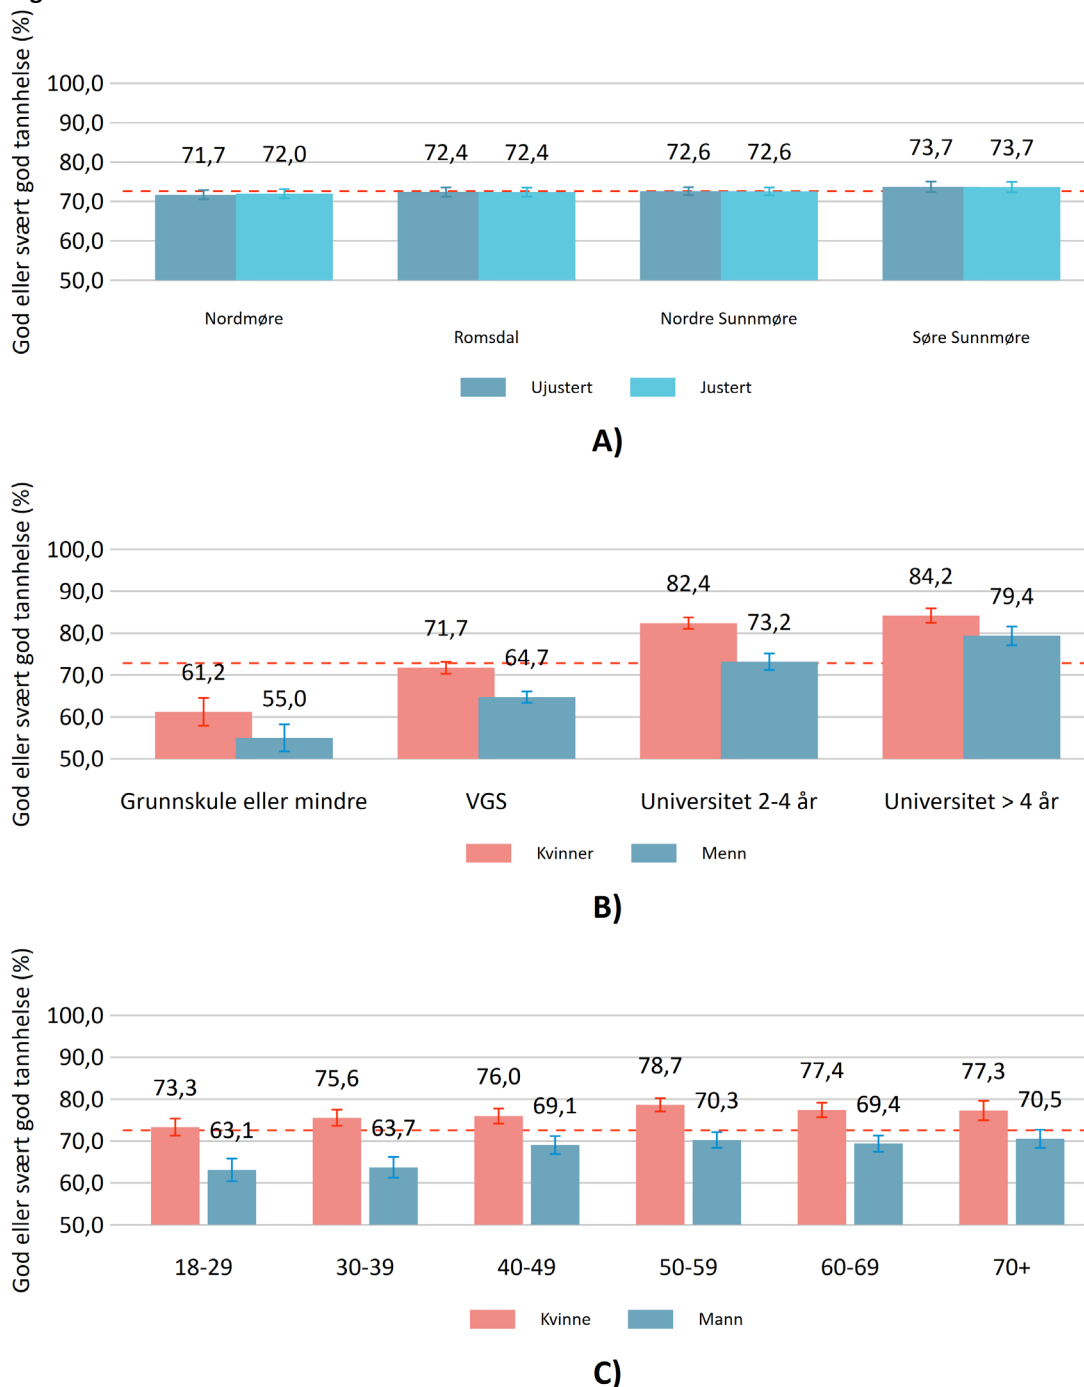 God eller svært god tannhelse (%)
100,0
90,0
80,0
70,0
60,0
50,0
71,7 72,0 72,4 72,4 72,6 72,6 73,7 73,7
Nordmøre
Romsdal
Nordre Sunnmøre
Søre Sunnmøre
Ujustert Justert
A)
God eller svært god tannhelse (%)
100,0
90,0
80,0
70,0
60,0
50,0
61,2 55,0 71,7 64,7 82,4 73,2 84,2 79,4
Grunnskule eller mindre VGS Universitet 2-4 år Universitet > 4 år
Kvinner Menn
B)
God eller svært god tannhelse (%)
100,0
90,0
80,0
70,0
60,0
50,0
73,3 63,1 75,6 63,7 76,0 69,1 78,7 70,3 77,4 69,4 77,3 70,5
18-29 30-39 40-49 50-59 60-69 70+
Kvinne Mann
C)